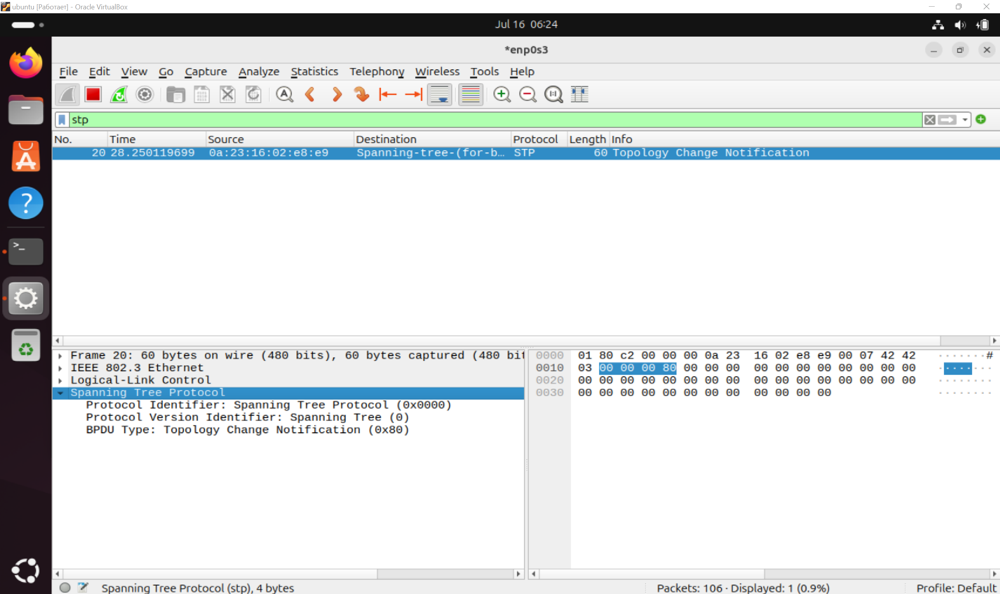 ubuntu [Работает] - Oracle VirtualBox
Jul 16 06:24
*enp0s3
File Edit View Go Capture Analyze Statistics Telephony Wireless Tools Help
stp
No. Time Source Destination Protocol Length Info
20 28.250119699 0a:23:16:02:e8:e9 Spanning-tree-(for-b… STP 60 Topology Change Notification
Frame 20: 60 bytes on wire (480 bits), 60 bytes captured (480 bit
IEEE 802.3 Ethernet
Logical-Link Control
Spanning Tree Protocol
Protocol Identifier: Spanning Tree Protocol (0x0000)
Protocol Version Identifier: Spanning Tree (0)
BPDU Type: Topology Change Notification (0x80)
0000 01 80 c2 00 00 00 0a 23 16 02 e8 e9 00 07 42 42 ·······#
0010 03 00 00 00 80 00 00 00 00 00 00 00 00 00 00 00 ········
0020 00 00 00 00 00 00 00 00 00 00 00 00 00 00 00 00 ········
0030 00 00 00 00 00 00 00 00 00 00 00 00 ········
Spanning Tree Protocol (stp), 4 bytes
Packets: 106 · Displayed: 1 (0.9%)
Profile: Default